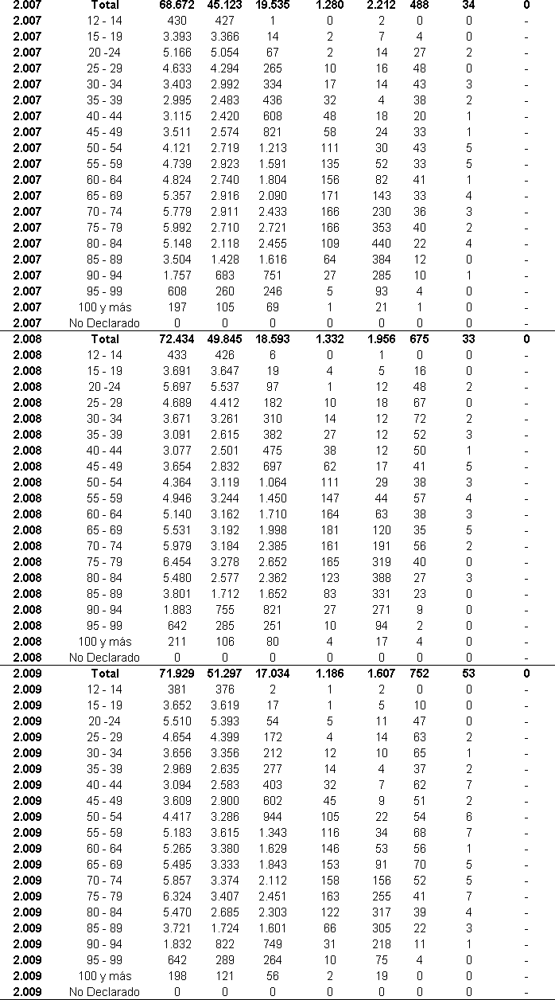 2.007 Total 68.672 45.123 19.535 1.280 2.212 488 34 0
2.007 12 - 14 430 427 1 0 2 0 0 -
2.007 15 - 19 3.393 3.366 14 2 7 4 0 -
2.007 20 -24 5.166 5.054 67 2 14 27 2 -
2.007 25 - 29 4.633 4.294 265 10 16 48 0 -
2.007 30 - 34 3.403 2.992 334 17 14 43 3 -
2.007 35 - 39 2.995 2.483 436 32 4 38 2 -
2.007 40 - 44 3.115 2.420 608 48 18 20 1 -
2.007 45 - 49 3.511 2.574 821 58 24 33 1 -
2.007 50 - 54 4.121 2.719 1.213 111 30 43 5 -
2.007 55 - 59 4.739 2.923 1.591 135 52 33 5 -
2.007 60 - 64 4.824 2.740 1.804 156 82 41 1 -
2.007 65 - 69 5.357 2.916 2.090 171 143 33 4 -
2.007 70 - 74 5.779 2.911 2.433 166 230 36 3 -
2.007 75 - 79 5.992 2.710 2.721 166 353 40 2 -
2.007 80 - 84 5.148 2.118 2.455 109 440 22 4 -
2.007 85 - 89 3.504 1.428 1.616 64 384 12 0 -
2.007 90 - 94 1.757 683 751 27 285 10 1 -
2.007 95 - 99 608 260 246 5 93 4 0 -
2.007 100 y más 197 105 69 1 21 1 0 -
2.007 No Declarado 0 0 0 0 0 0 0 -
2.008 Total 72.434 49.845 18.593 1.332 1.956 675 33 0
2.008 12 - 14 433 426 6 0 1 0 0 -
2.008 15 - 19 3.691 3.647 19 4 5 16 0 -
2.008 20 -24 5.697 5.537 97 1 12 48 2 -
2.008 25 - 29 4.689 4.412 182 10 18 67 0 -
2.008 30 - 34 3.671 3.261 310 14 12 72 2 -
2.008 35 - 39 3.091 2.615 382 27 12 52 3 -
2.008 40 - 44 3.077 2.501 475 38 12 50 1 -
2.008 45 - 49 3.654 2.832 697 62 17 41 5 -
2.008 50 - 54 4.364 3.119 1.064 111 29 38 3 -
2.008 55 - 59 4.946 3.244 1.450 147 44 57 4 -
2.008 60 - 64 5.140 3.162 1.710 164 63 38 3 -
2.008 65 - 69 5.531 3.192 1.998 181 120 35 5 -
2.008 70 - 74 5.979 3.184 2.385 161 191 56 2 -
2.008 75 - 79 6.454 3.278 2.652 165 319 40 0 -
2.008 80 - 84 5.480 2.577 2.362 123 388 27 3 -
2.008 85 - 89 3.801 1.712 1.652 83 331 23 0 -
2.008 90 - 94 1.883 755 821 27 271 9 0 -
2.008 95 - 99 642 285 251 10 94 2 0 -
2.008 100 y más 211 106 80 4 17 4 0 -
2.008 No Declarado 0 0 0 0 0 0 0 -
2.009 Total 71.929 51.297 17.034 1.186 1.607 752 53 0
2.009 12 - 14 381 376 2 1 2 0 0 -
2.009 15 - 19 3.652 3.619 17 1 5 10 0 -
2.009 20 -24 5.510 5.393 54 5 11 47 0 -
2.009 25 - 29 4.654 4.399 172 4 14 63 2 -
2.009 30 - 34 3.656 3.356 212 12 10 65 1 -
2.009 35 - 39 2.969 2.635 277 14 4 37 2 -
2.009 40 - 44 3.094 2.583 403 32 7 62 7 -
2.009 45 - 49 3.609 2.900 602 45 9 51 2 -
2.009 50 - 54 4.417 3.286 944 105 22 54 6 -
2.009 55 - 59 5.183 3.615 1.343 116 34 68 7 -
2.009 60 - 64 5.265 3.380 1.629 146 53 56 1 -
2.009 65 - 69 5.495 3.333 1.843 153 91 70 5 -
2.009 70 - 74 5.857 3.374 2.112 158 156 52 5 -
2.009 75 - 79 6.324 3.407 2.451 163 255 41 7 -
2.009 80 - 84 5.470 2.685 2.303 122 317 39 4 -
2.009 85 - 89 3.721 1.724 1.601 66 305 22 3 -
2.009 90 - 94 1.832 822 749 31 218 11 1 -
2.009 95 - 99 642 289 264 10 75 4 0 -
2.009 100 y más 198 121 56 2 19 0 0 -
2.009 No Declarado 0 0 0 0 0 0 0 -